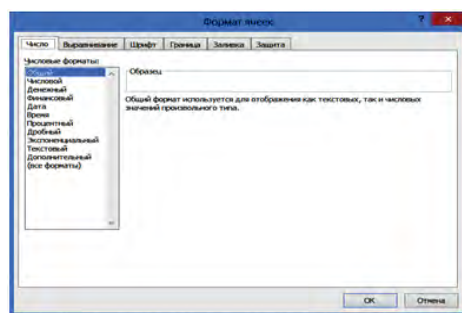 Формат ячеек
Число Выравнивание Шрифт Граница Заливка Защита
Числовые форматы:
Общий
Числовой
Денежный
Финансовый
Дата
Время
Процентный
Дробный
Экспоненциальный
Текстовый
Дополнительный
(все форматы)
Образец
Общий формат используется для отображения как текстовых, так и числовых
значений произвольного типа.
ОК Отмена